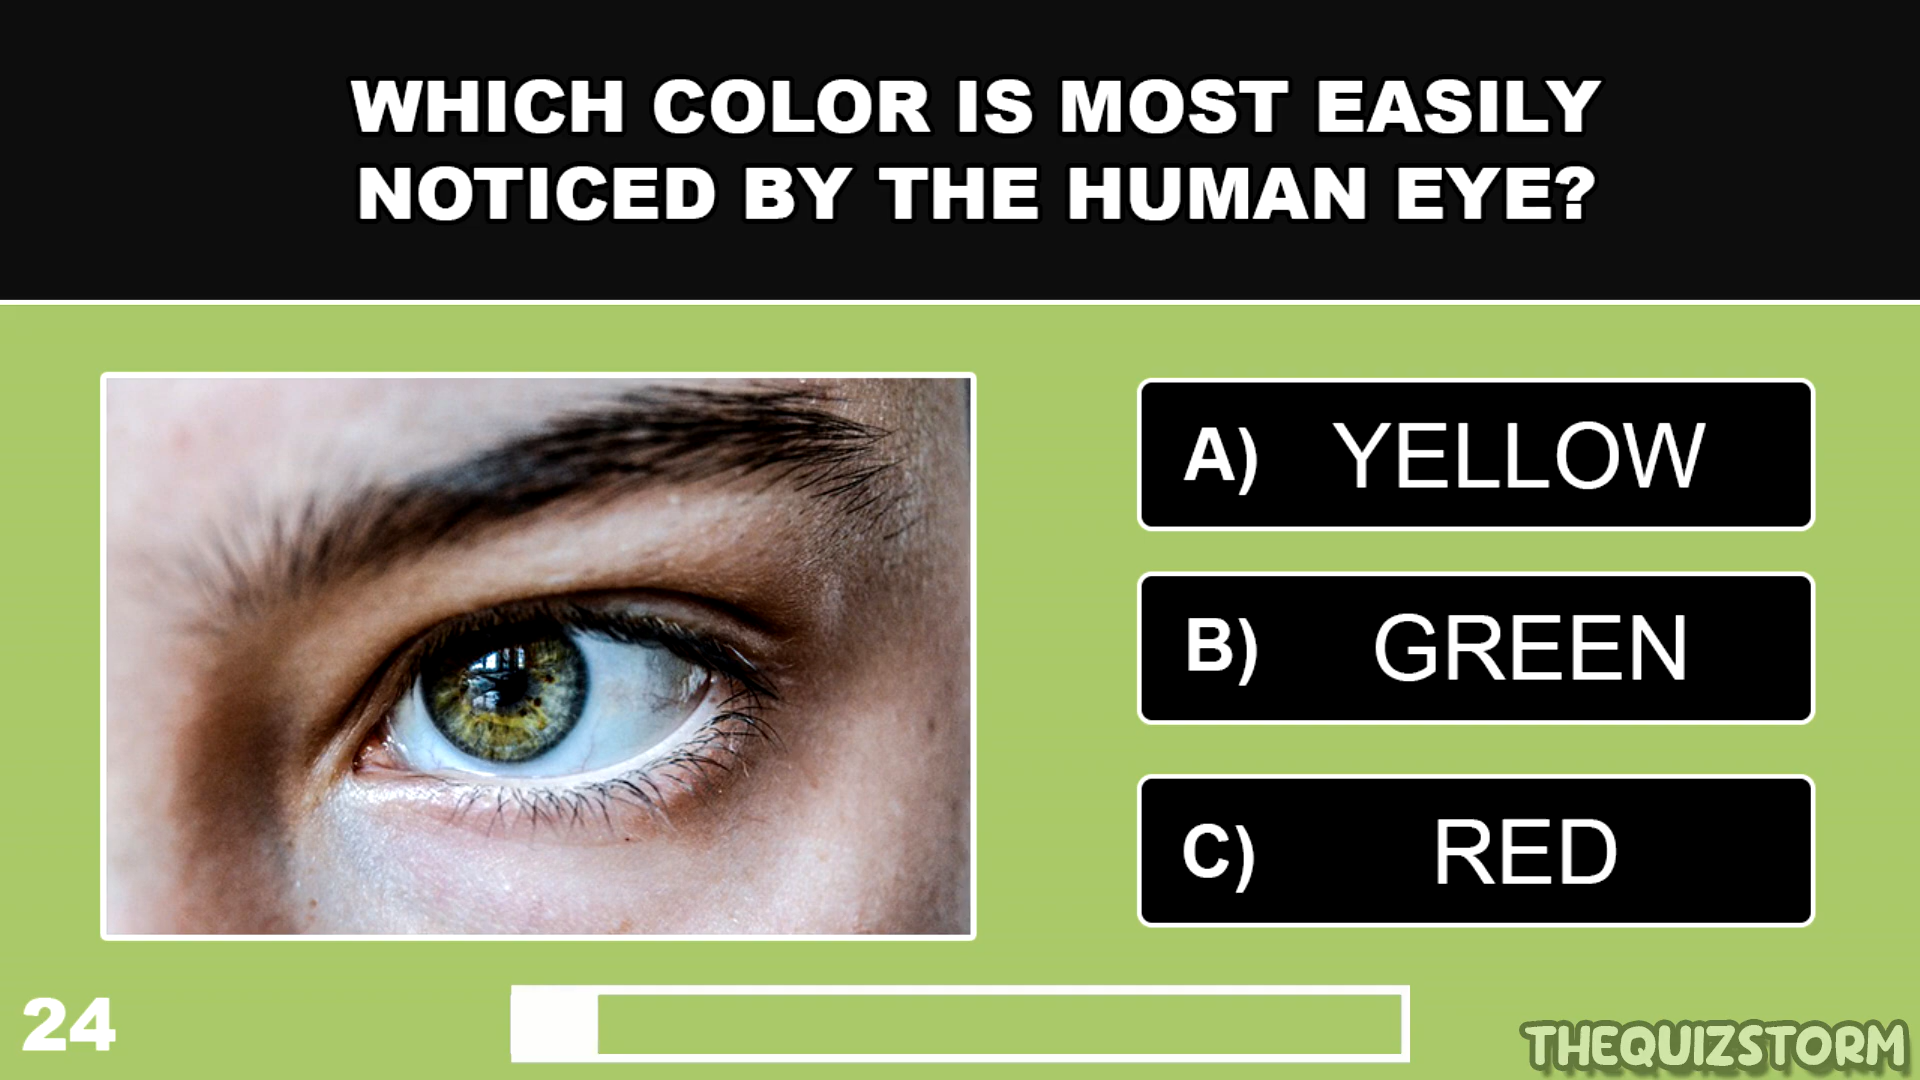 WHICH COLOR IS MOST EASILY
NOTICED BY THE HUMAN EYE?
A) YELLOW
B) GREEN
C) RED
24
THEQUIZSTORM